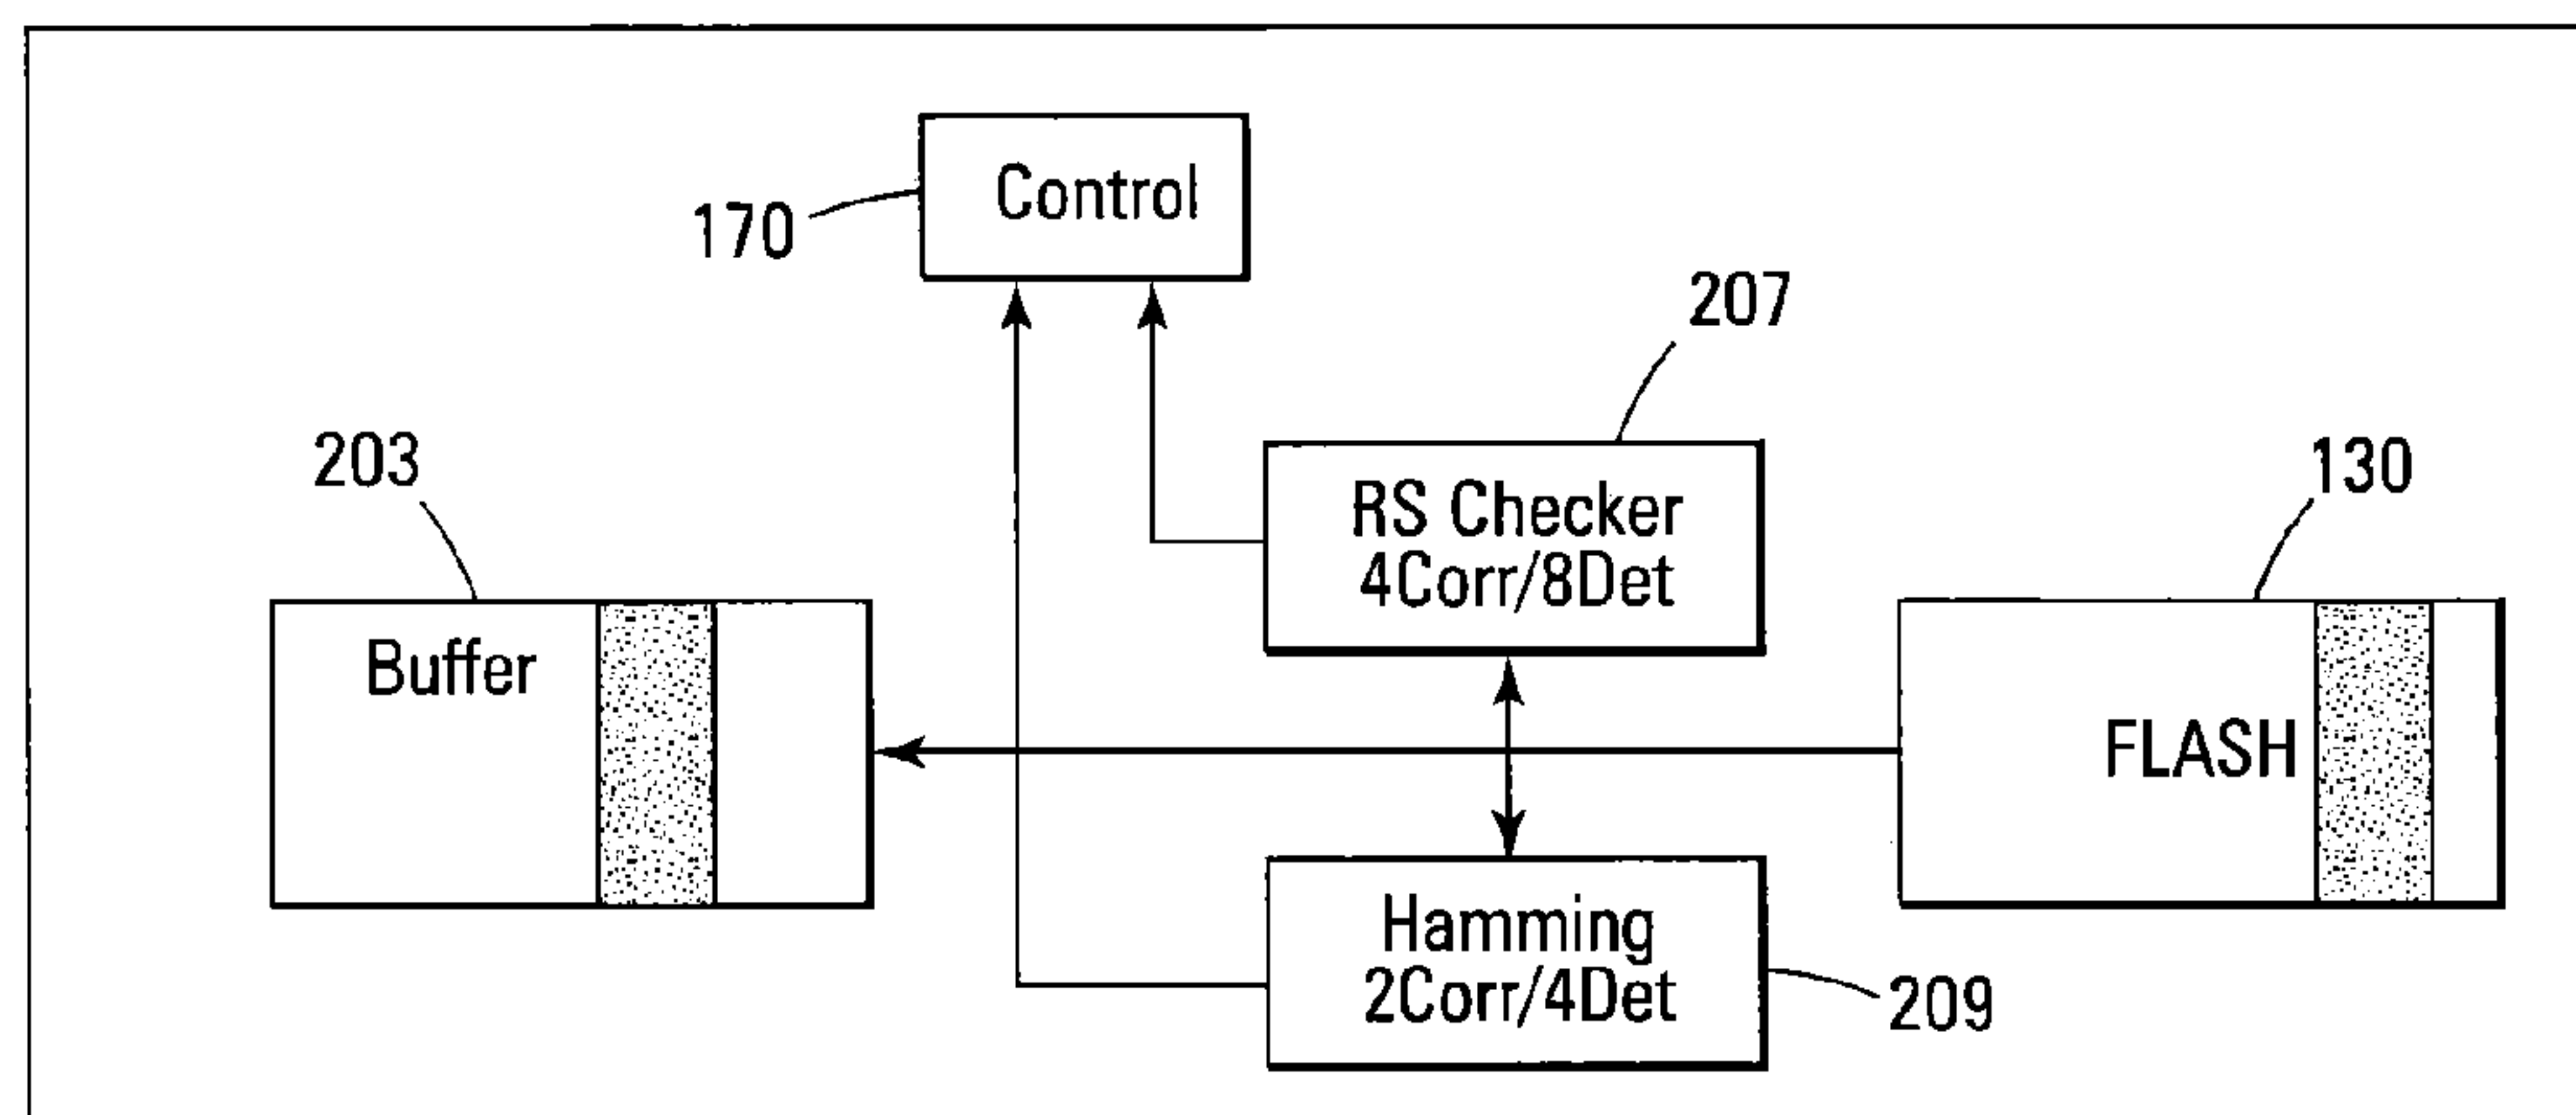 Control
170
207
203
RS Checker
4Corr/8Det
130
Buffer
FLASH
Hamming
2Corr/4Det
209